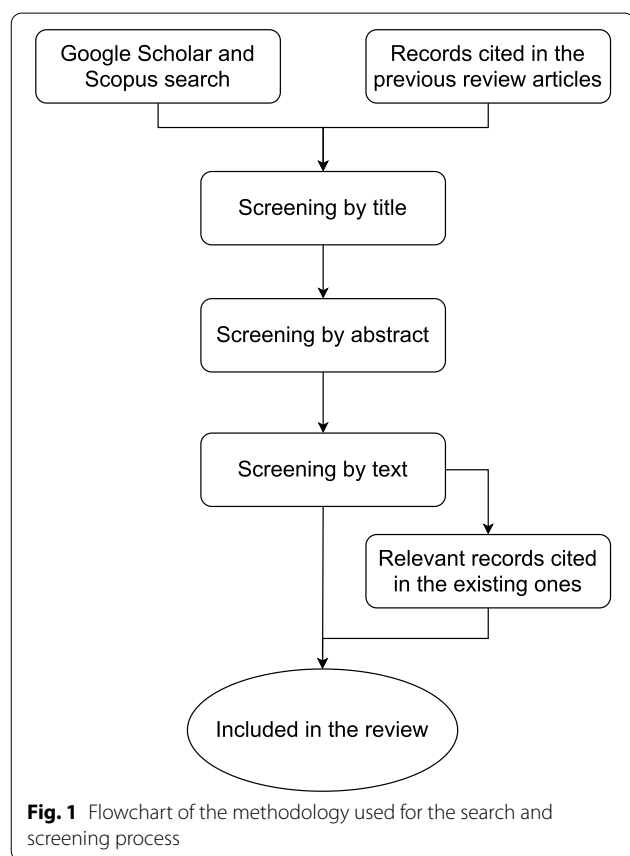 Google Scholar and
Scopus search
Records cited in the
previous review articles
Screening by title
Screening by abstract
Screening by text
Relevant records cited
in the existing ones
Included in the review
Fig. 1 Flowchart of the methodology used for the search and
screening process